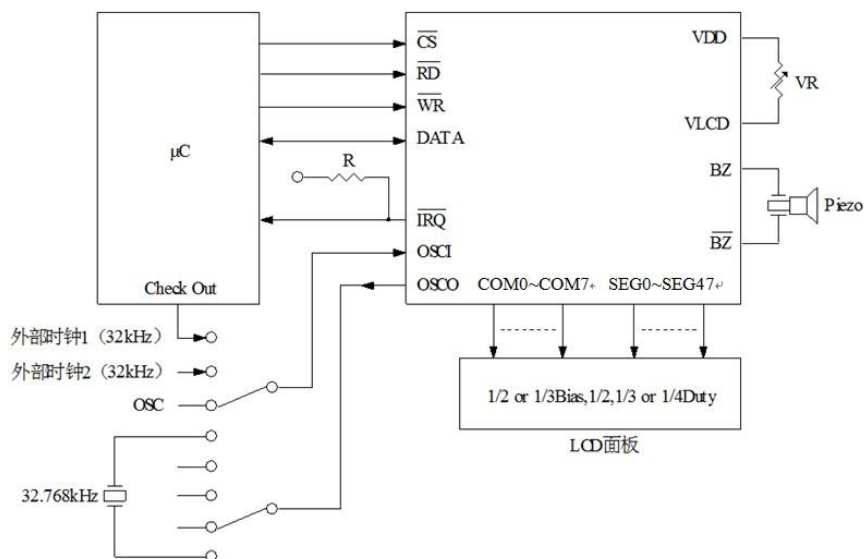 μC
Check Out
CS
RD
WR
DATA
IRQ
OSCI
OSCO
COM0~COM7
SEG0~SEG47
VDD
VLCD
BZ
BZ
VR
Piezo
R
外部时钟1（32kHz）
外部时钟2（32kHz）
OSC
32.768kHz
1/2 or 1/3Bias,1/2,1/3 or 1/4Duty
LCD面板